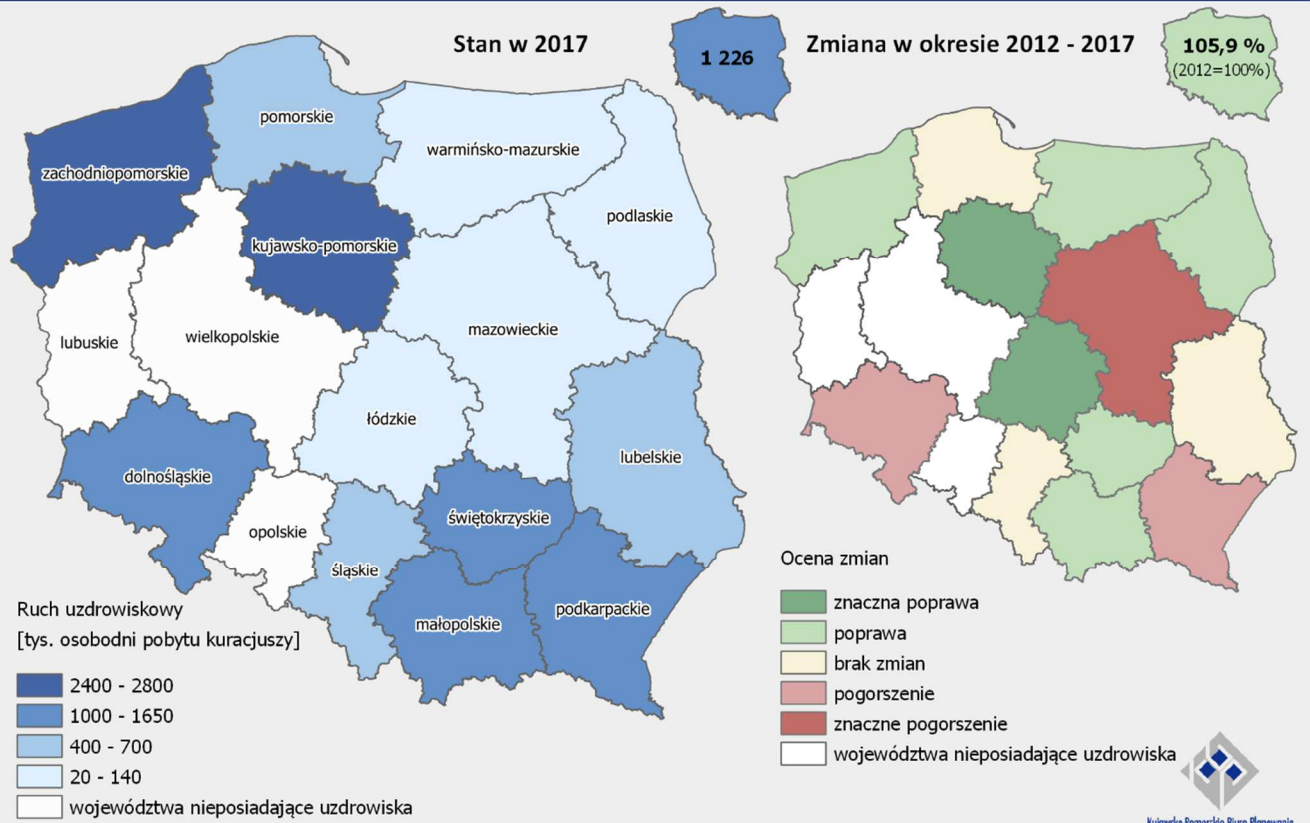 Stan w 2017
1 226
Zmiana w okresie 2012 - 2017
105,9 %
(2012=100%)
pomorskie
zachodniopomorskie
warmińsko-mazurskie
podlaskie
kujawsko-pomorskie
mazowieckie
lubuskie
wielkopolskie
łódzkie
lubelskie
dolnośląskie
świętokrzyskie
opolskie
śląskie
małopolskie
podkarpackie
Ruch uzdrowiskowy
[tys. osobodni pobytu kuracjuszy]
2400 - 2800
1000 - 1650
400 - 700
20 - 140
województwa nieposiadające uzdrowiska
Ocena zmian
znaczna poprawa
poprawa
brak zmian
pogorszenie
znaczne pogorszenie
województwa nieposiadające uzdrowiska